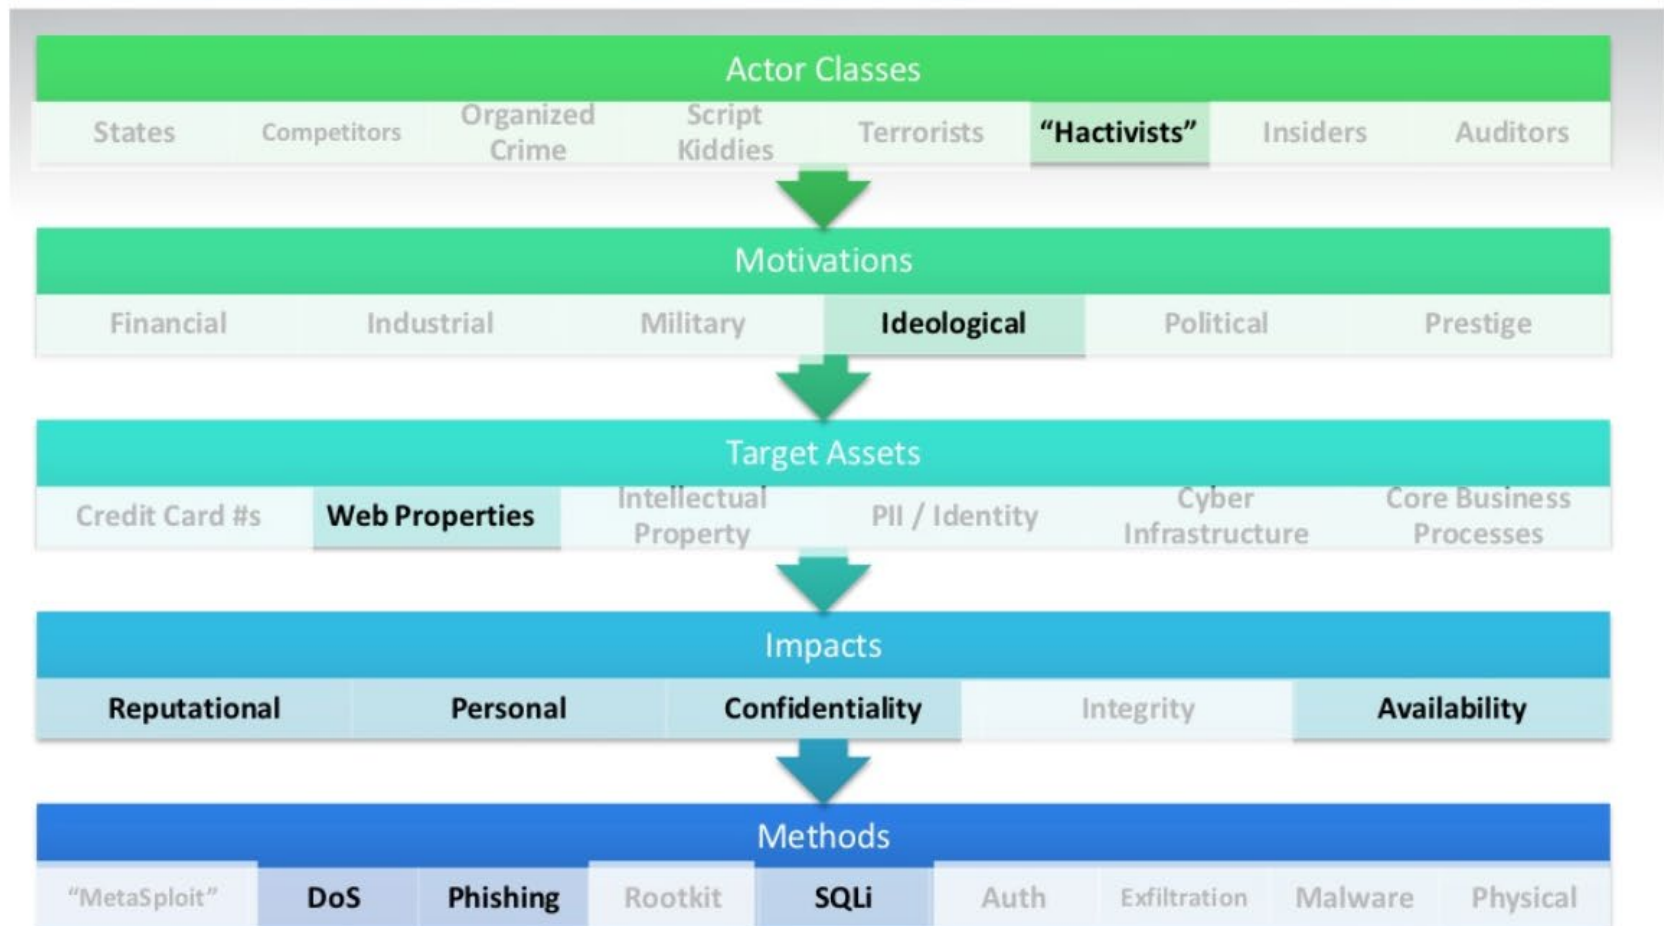 Actor Classes
States Competitors Organized Crime Script Kiddies Terrorists “Hactivists” Insiders Auditors
Motivations
Financial Industrial Military Ideological Political Prestige
Target Assets
Credit Card #s Web Properties Intellectual Property PII / Identity Cyber Infrastructure Core Business Processes
Impacts
Reputational Personal Confidentiality Integrity Availability
Methods
“MetaSploit” DoS Phishing Rootkit SQLi Auth Exfiltration Malware Physical